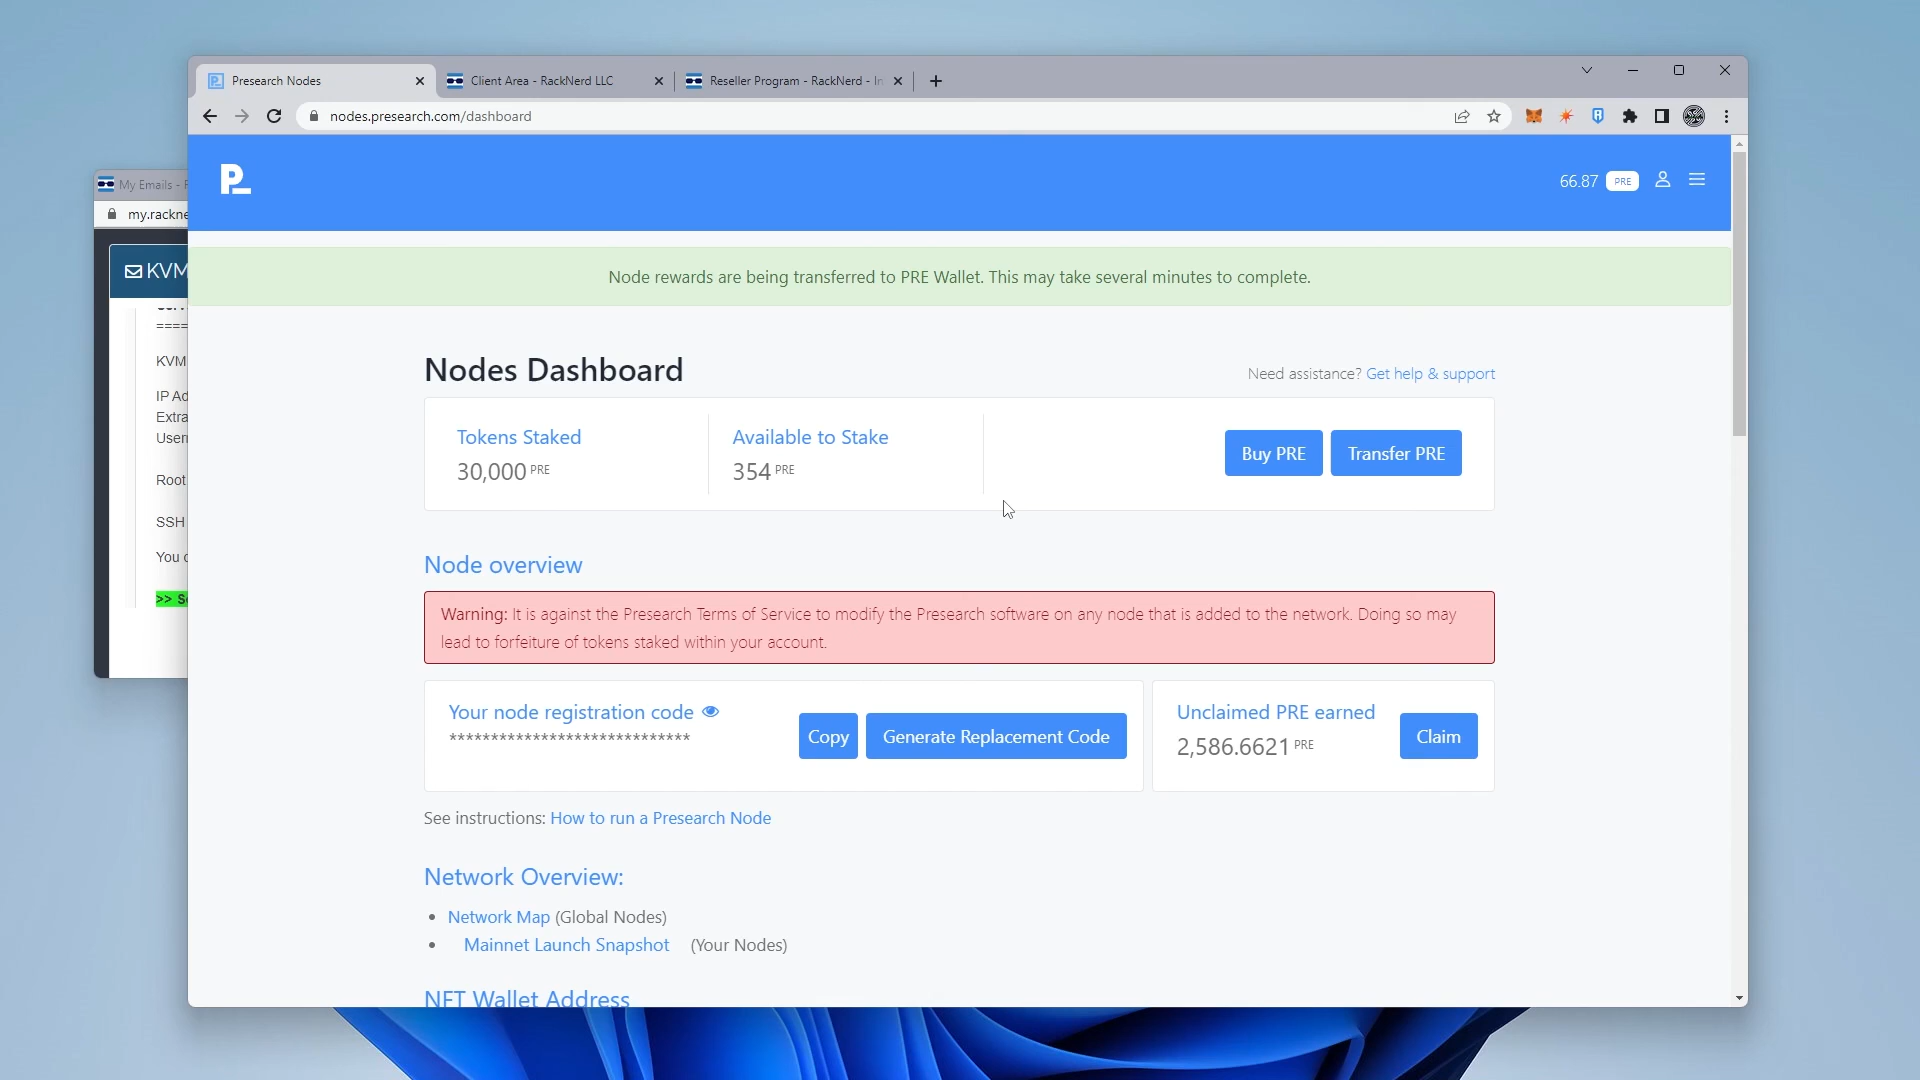 Presearch Nodes
Client Area - RackNerd LLC
Reseller Program - RackNerd - In
nodes.presearch.com/dashboard
My Emails -
my.rackne
KVM
====
KVM
IP Ad
Extra
Usern
Root
SSH
You c
>> S
P_
66.87 PRE
Node rewards are being transferred to PRE Wallet. This may take several minutes to complete.
Nodes Dashboard
Need assistance? Get help & support
Tokens Staked
30,000 PRE
Available to Stake
354 PRE
Buy PRE
Transfer PRE
Node overview
Warning: It is against the Presearch Terms of Service to modify the Presearch software on any node that is added to the network. Doing so may
lead to forfeiture of tokens staked within your account.
Your node registration code
*****************************
Copy
Generate Replacement Code
Unclaimed PRE earned
2,586.6621 PRE
Claim
See instructions: How to run a Presearch Node
Network Overview:
• Network Map (Global Nodes)
• Mainnet Launch Snapshot (Your Nodes)
NFT Wallet Address